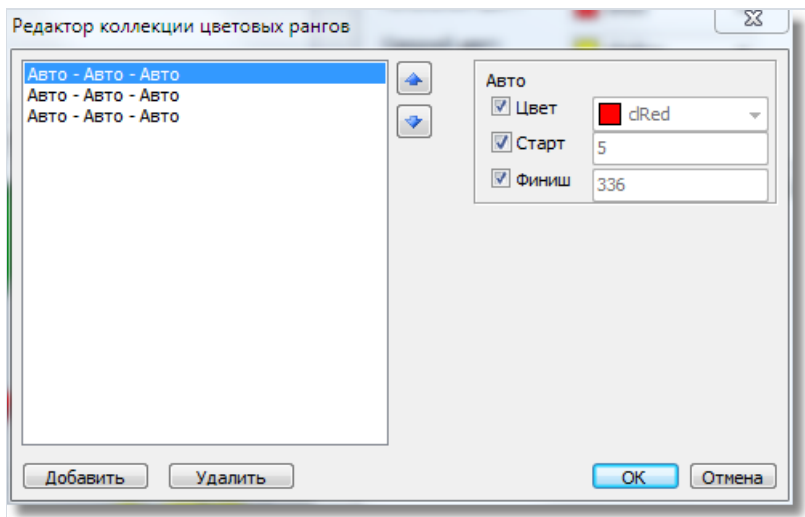 Редактор коллекции цветовых рангов
Авто - Авто - Авто
Авто - Авто - Авто
Авто - Авто - Авто
Авто
Цвет
clRed
Старт
5
Финиш
336
Добавить
Удалить
OK
Отмена